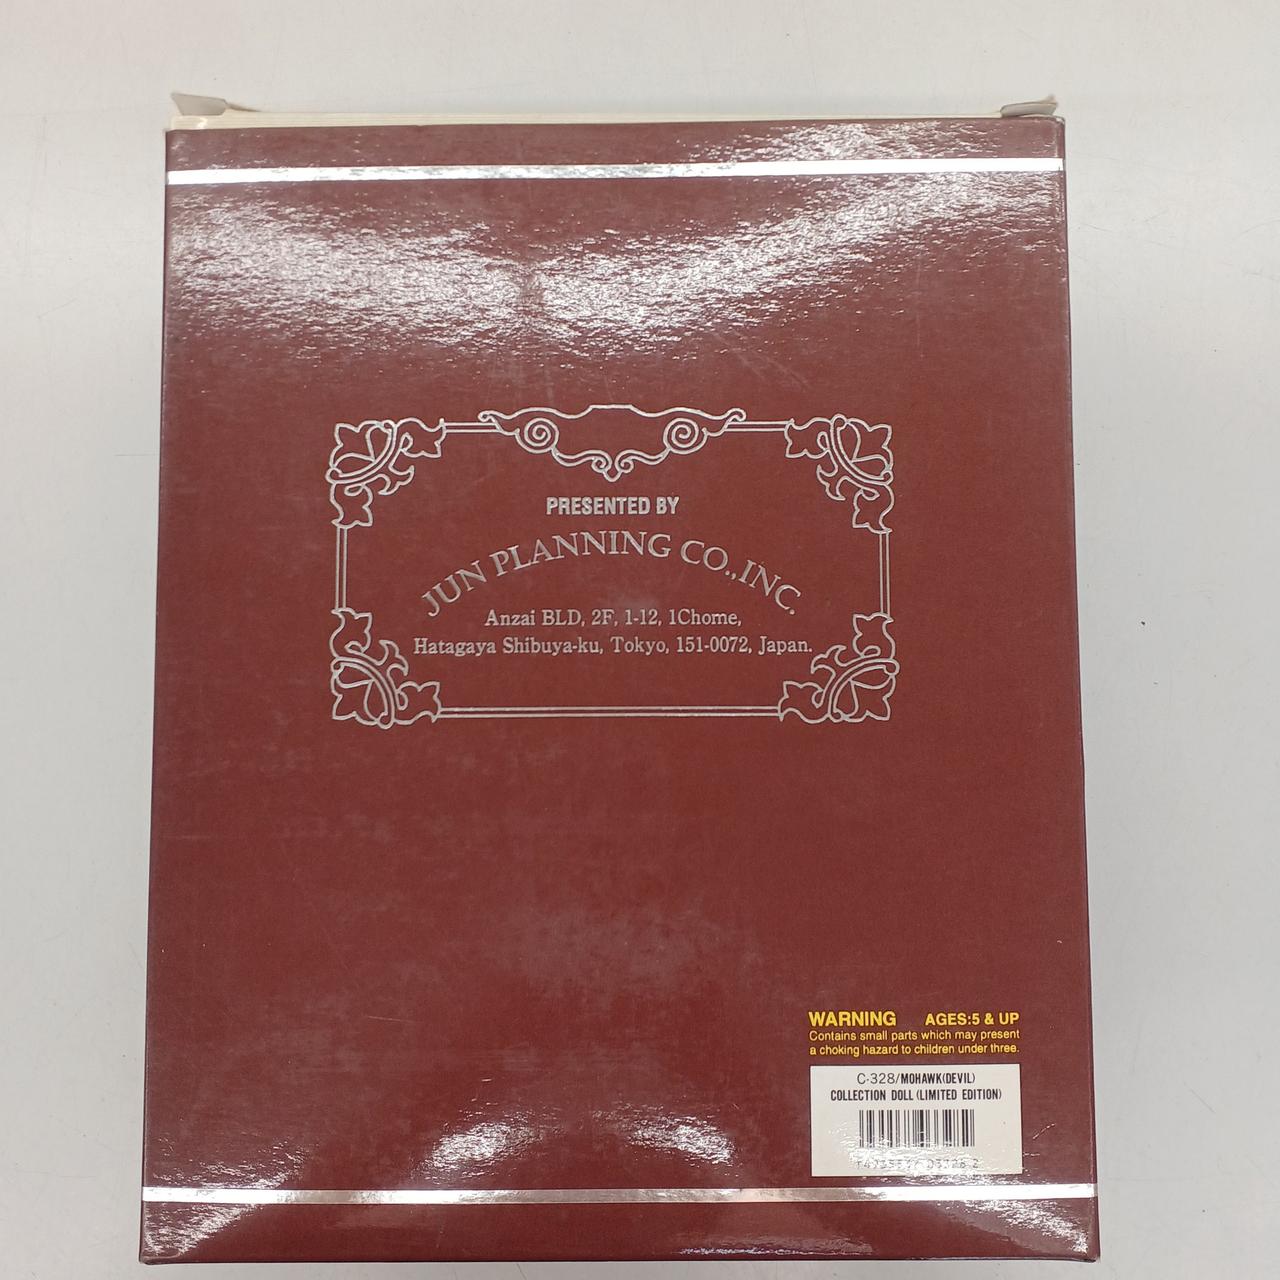 PRESENTED BY
JUN PLANNING CO.,INC.
Anzai BLD, 2F, 1-12, 1Chome,
Hatagaya Shibuya-ku, Tokyo, 151-0072, Japan.
WARNING AGES:5 & UP
Contains small parts which may present
a choking hazard to children under three.
C-328/MOHAWK(DEVIL)
COLLECTION DOLL (LIMITED EDITION)